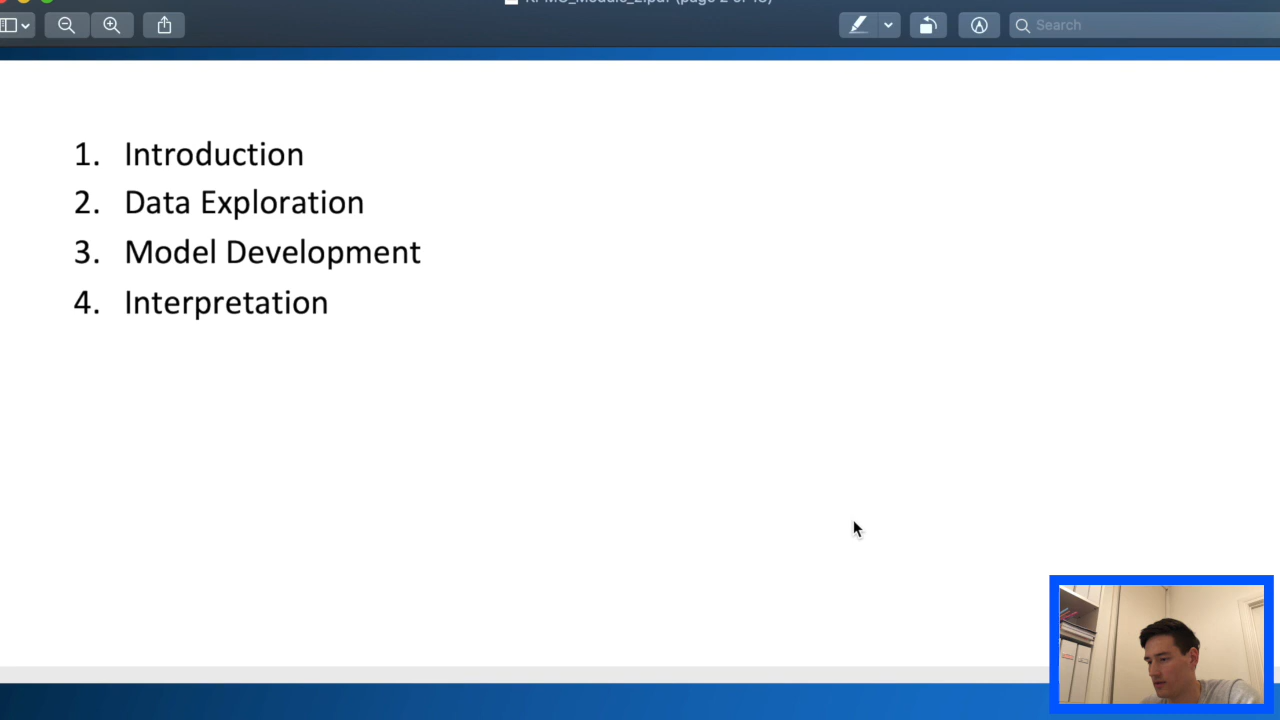 Search
1. Introduction
2. Data Exploration
3. Model Development
4. Interpretation